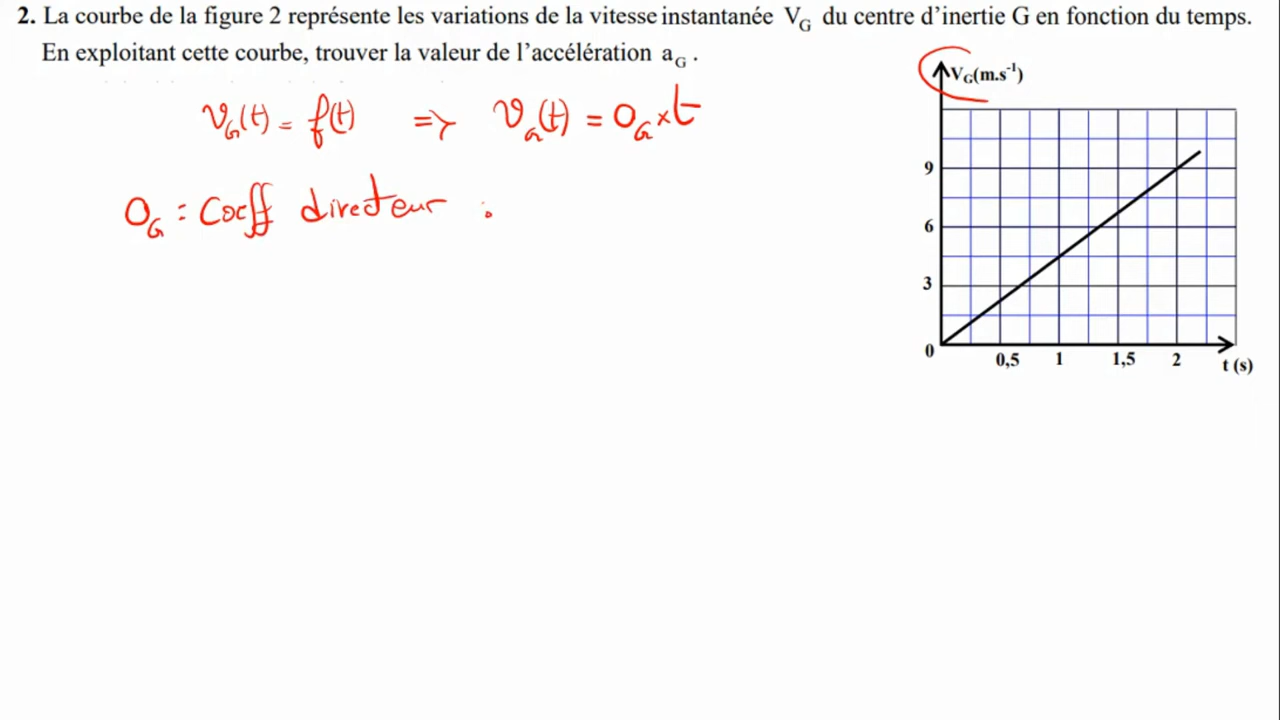 2. La courbe de la figure 2 représente les variations de la vitesse instantanée V_G du centre d'inertie G en fonction du temps.
En exploitant cette courbe, trouver la valeur de l'accélération a_G .
V_G(m.s⁻¹)
v_G(t) = f(t) => v_G(t) = a_G × t
a_G = Coeff directeur :
9
6
3
0
0,5 1 1,5 2
t (s)